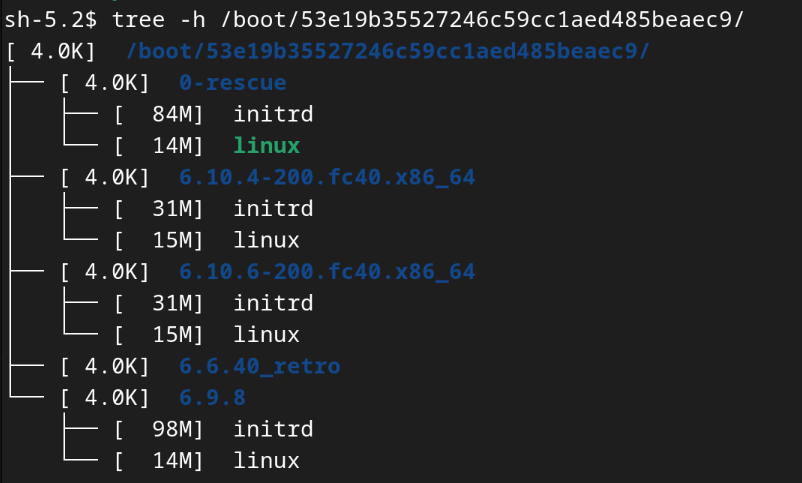 sh-5.2$ tree -h /boot/53e19b35527246c59cc1aed485beaec9/
[ 4.0K]  /boot/53e19b35527246c59cc1aed485beaec9/
├── [ 4.0K]  0-rescue
│   ├── [  84M]  initrd
│   └── [  14M]  linux
├── [ 4.0K]  6.10.4-200.fc40.x86_64
│   ├── [  31M]  initrd
│   └── [  15M]  linux
├── [ 4.0K]  6.10.6-200.fc40.x86_64
│   ├── [  31M]  initrd
│   └── [  15M]  linux
├── [ 4.0K]  6.6.40_retro
└── [ 4.0K]  6.9.8
    ├── [  98M]  initrd
    └── [  14M]  linux